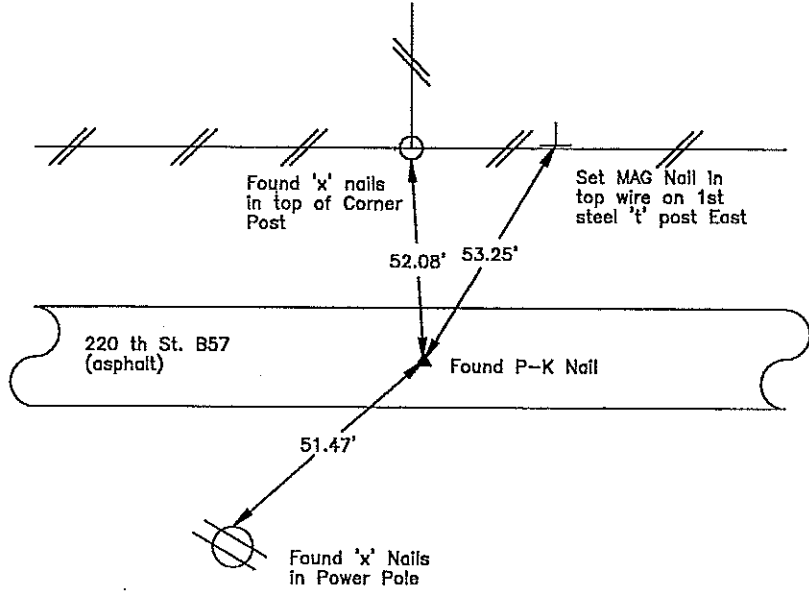 Found 'x' nails
in top of Corner
Post
Set MAG Nail in
top wire on 1st
steel 't' post East
52.08'
53.25'
220 th St. B57
(asphalt)
Found P-K Nail
51.47'
Found 'x' Nails
in Power Pole